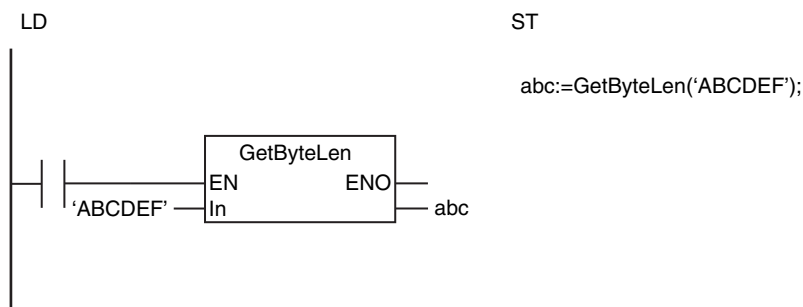 LD
ST
abc:=GetByteLen(‘ABCDEF’);
GetByteLen
EN ENO
‘ABCDEF’ In abc